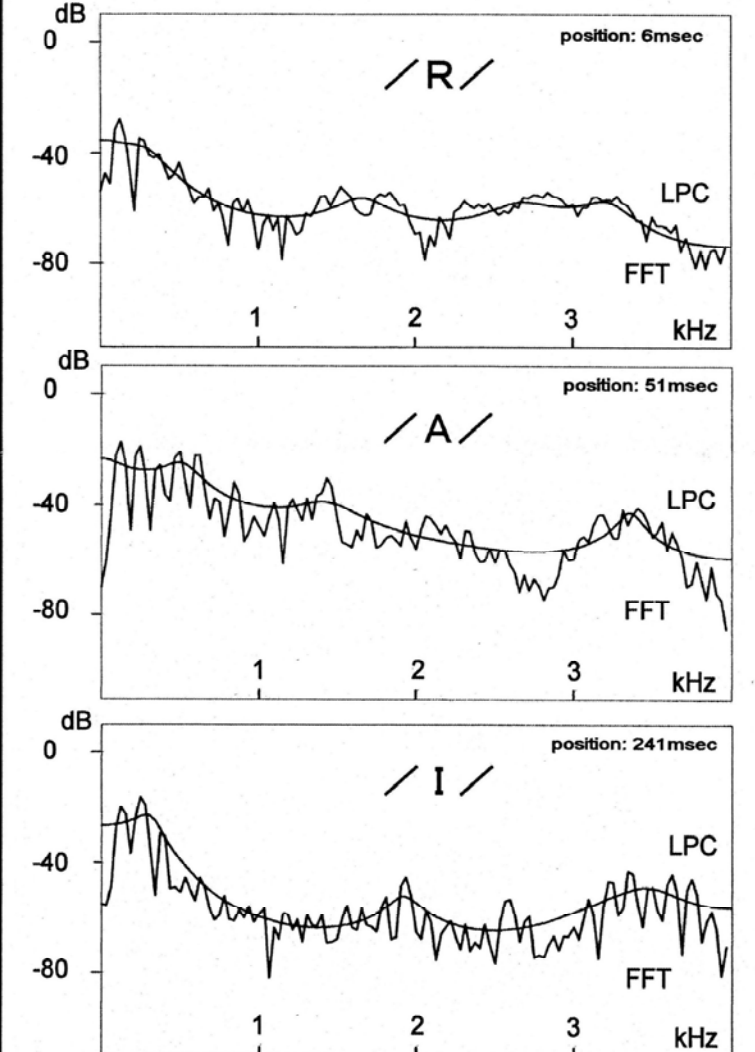 dB
0
position: 6msec
/R/
-40
LPC
-80
FFT
1 2 3 kHz
dB
0
position: 51msec
/A/
-40
LPC
-80
FFT
1 2 3 kHz
dB
0
position: 241msec
/I/
-40
LPC
-80
FFT
1 2 3 kHz